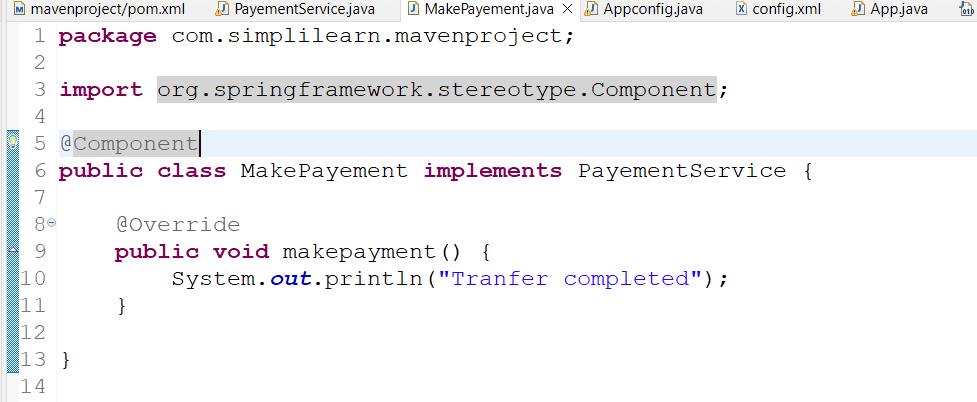 mavenproject/pom.xml PayementService.java MakePayement.java Appconfig.java config.xml App.java
1 package com.simplilearn.mavenproject;
2
3 import org.springframework.stereotype.Component;
4
5 @Component
6 public class MakePayement implements PayementService {
7
8 @Override
9 public void makepayment() {
10 System.out.println("Tranfer completed");
11 }
12
13 }
14